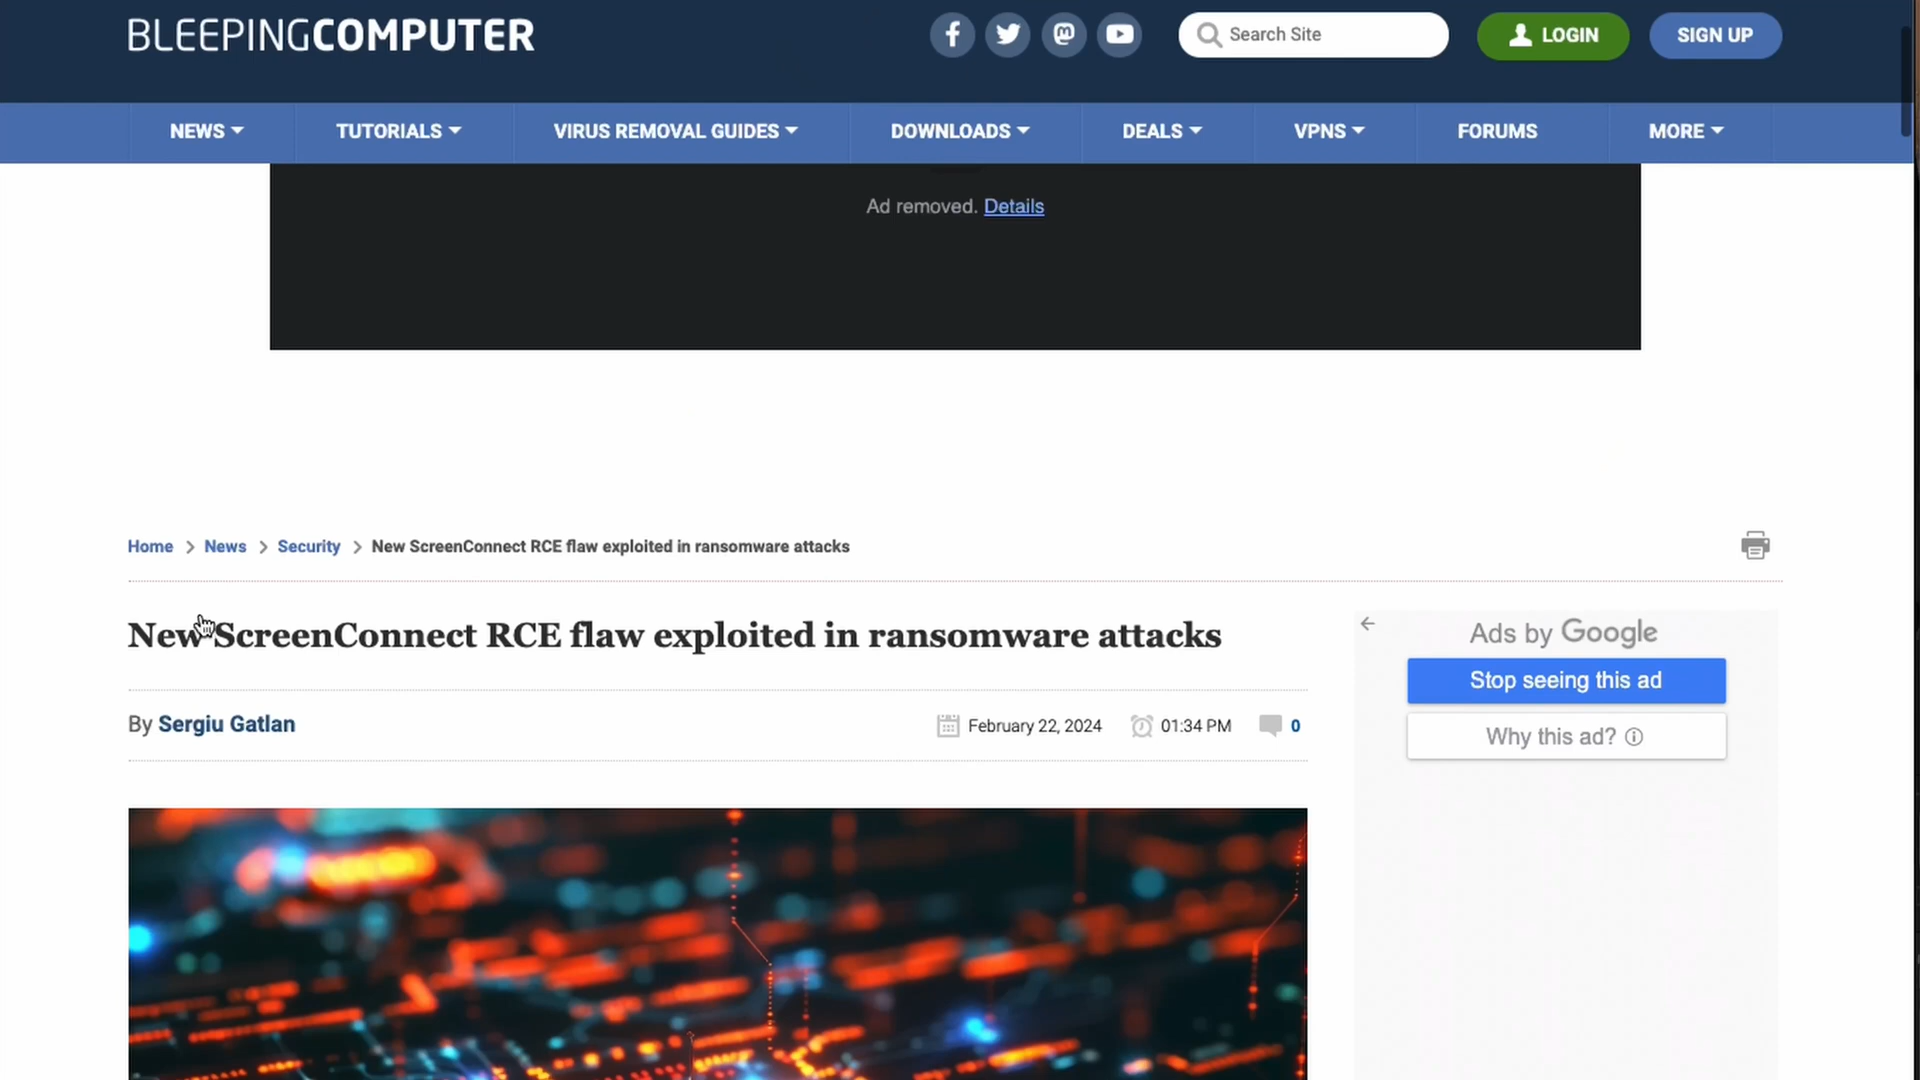 BLEEPINGCOMPUTER
Search Site
LOGIN
SIGN UP
NEWS
TUTORIALS
VIRUS REMOVAL GUIDES
DOWNLOADS
DEALS
VPNS
FORUMS
MORE
Ad removed. Details
Home > News > Security > New ScreenConnect RCE flaw exploited in ransomware attacks
New ScreenConnect RCE flaw exploited in ransomware attacks
Ads by Google
Stop seeing this ad
Why this ad?
By Sergiu Gatlan
February 22, 2024
01:34 PM
0